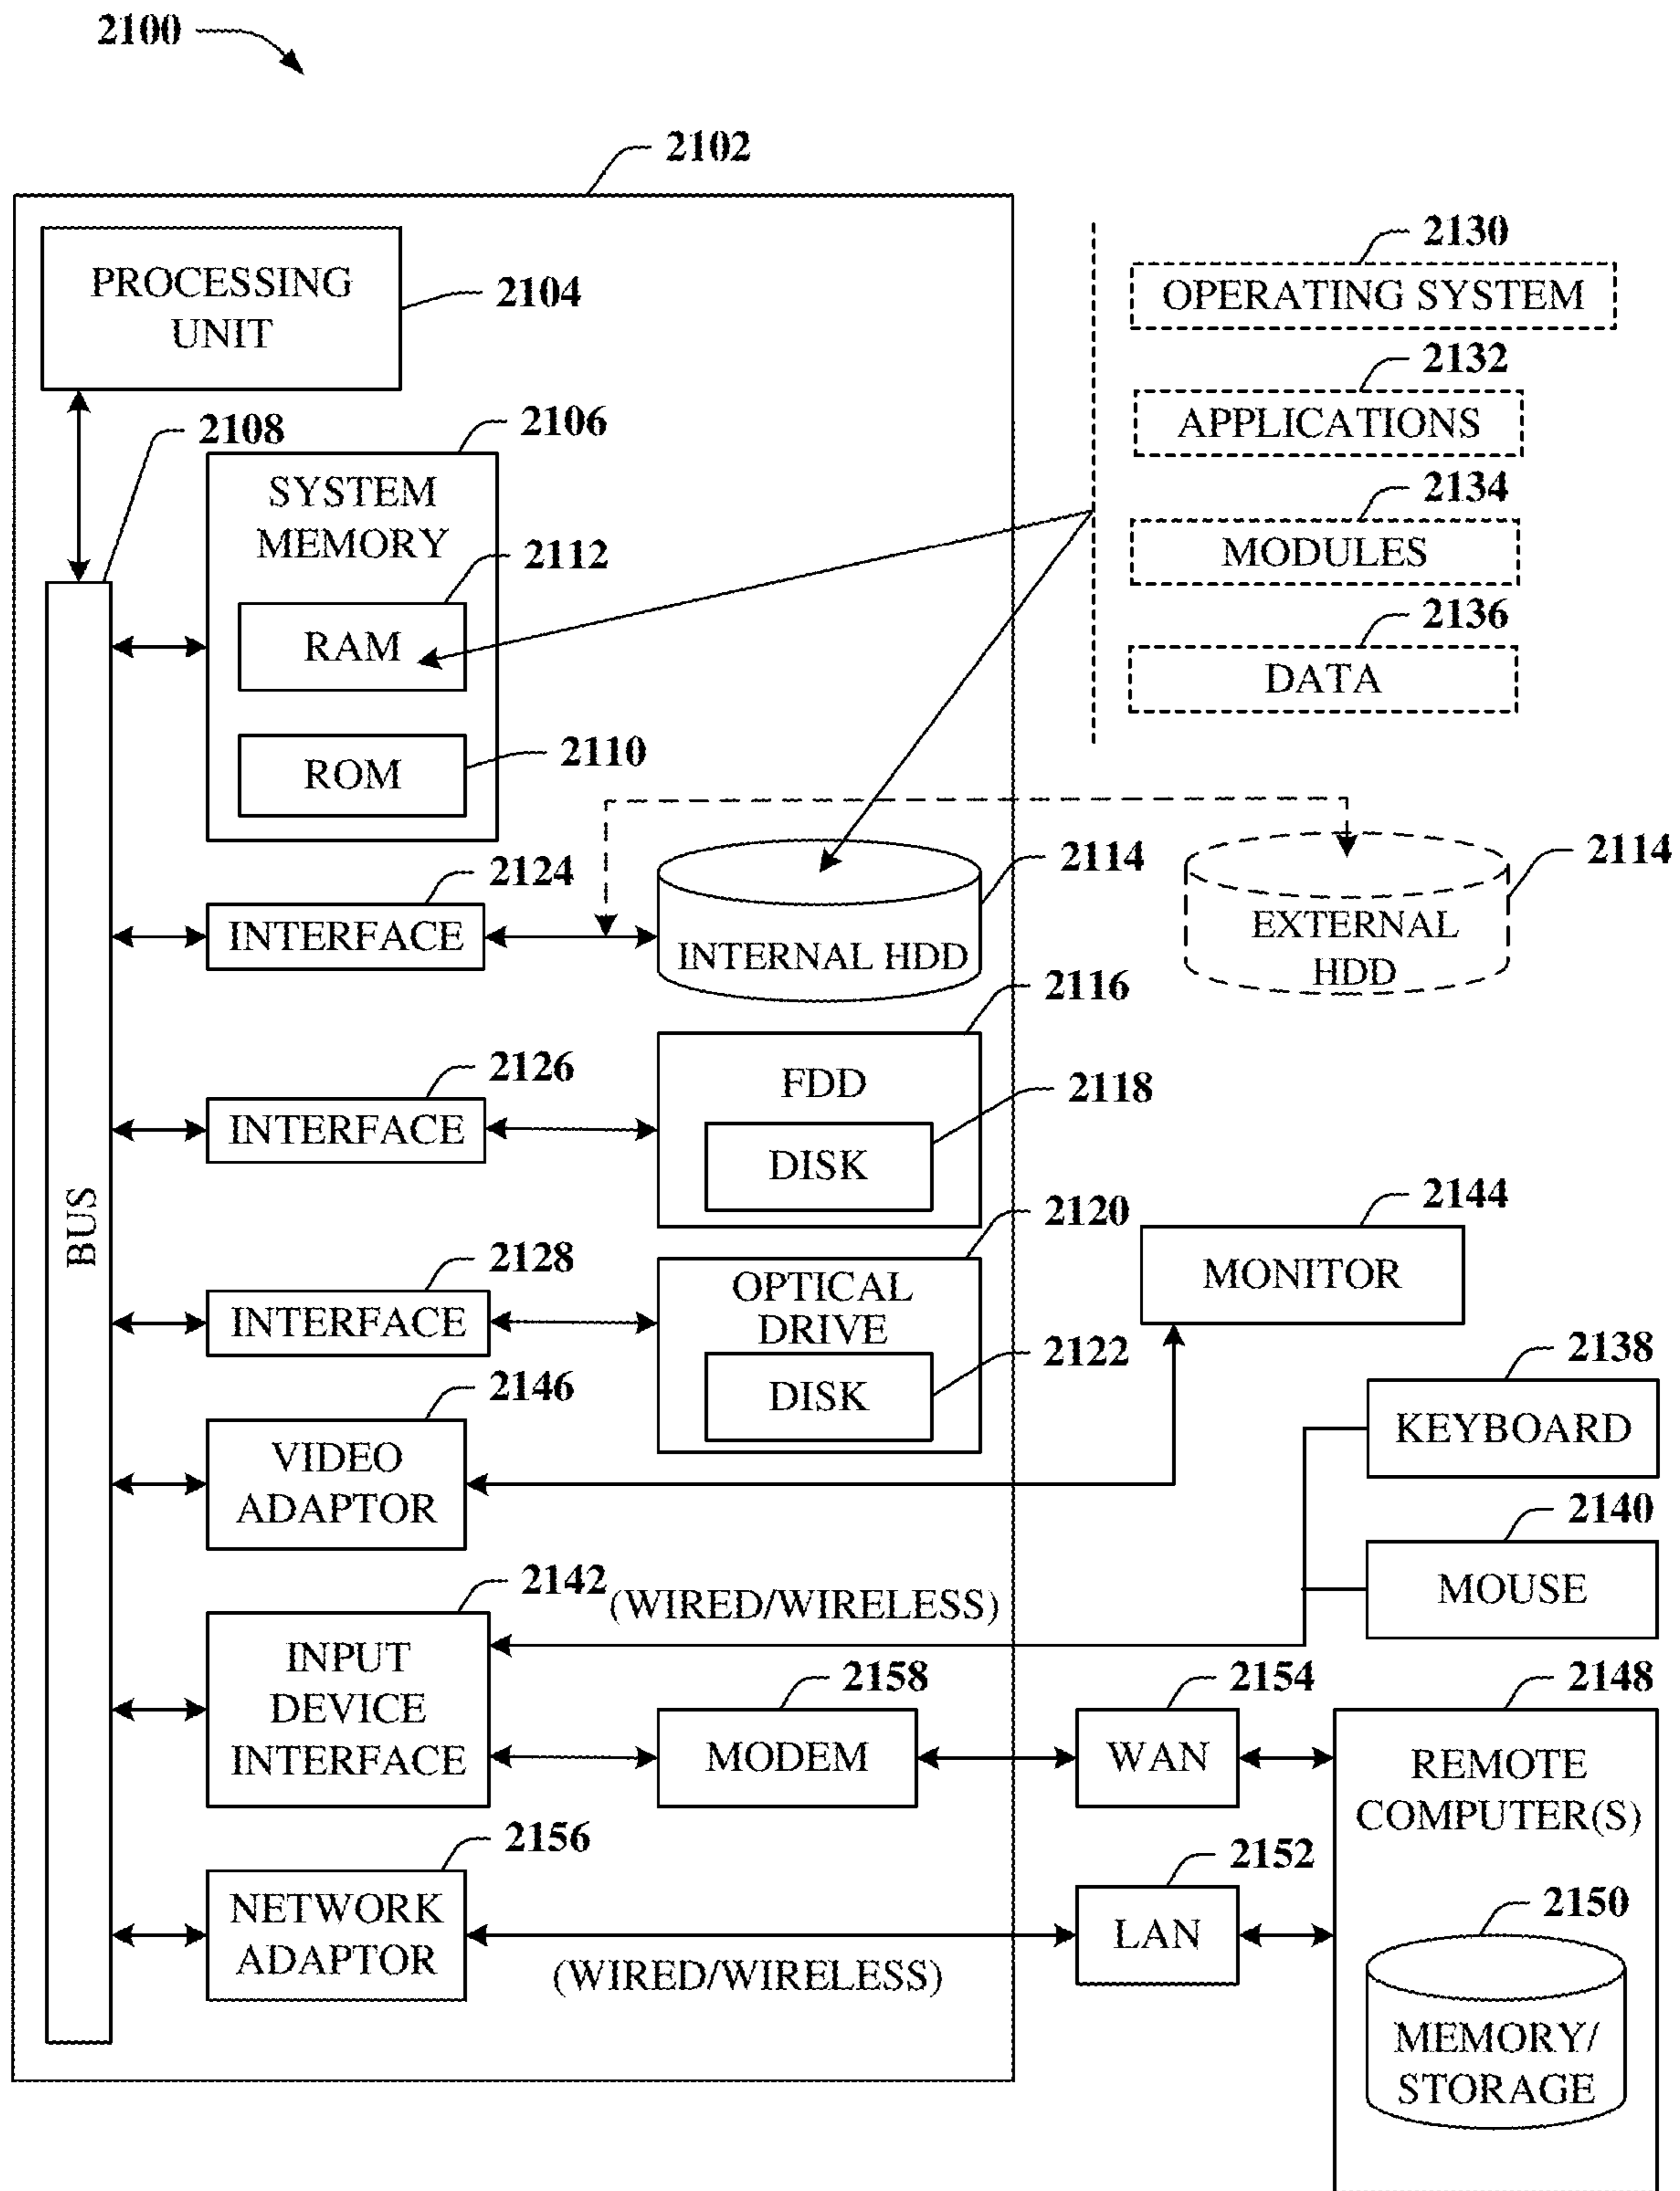 2100
2102
PROCESSING
UNIT
2104
2130
OPERATING SYSTEM
2132
APPLICATIONS
2134
MODULES
2136
DATA
2108
2106
SYSTEM
MEMORY
2112
RAM
2110
ROM
BUS
2124
INTERFACE
2114
INTERNAL HDD
2114
EXTERNAL
HDD
2126
INTERFACE
2116
FDD
2118
DISK
2128
INTERFACE
2120
OPTICAL
DRIVE
2122
DISK
2144
MONITOR
2146
VIDEO
ADAPTOR
2138
KEYBOARD
2140
MOUSE
2142
(WIRED/WIRELESS)
INPUT
DEVICE
INTERFACE
2158
MODEM
2154
WAN
2148
REMOTE
COMPUTER(S)
2156
NETWORK
ADAPTOR
(WIRED/WIRELESS)
2152
LAN
2150
MEMORY/
STORAGE